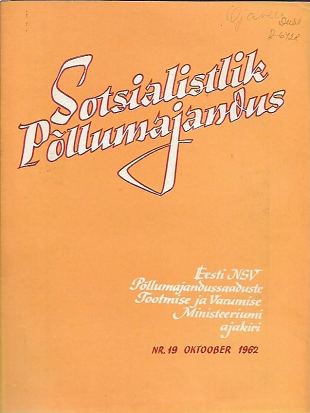 Sotsialistlik
Põllumajandus
Eesti NSV
Põllumajandussaaduste
Tootmise ja Varumise
Ministeeriumi
ajakiri
NR. 19 OKTOOBER 1962